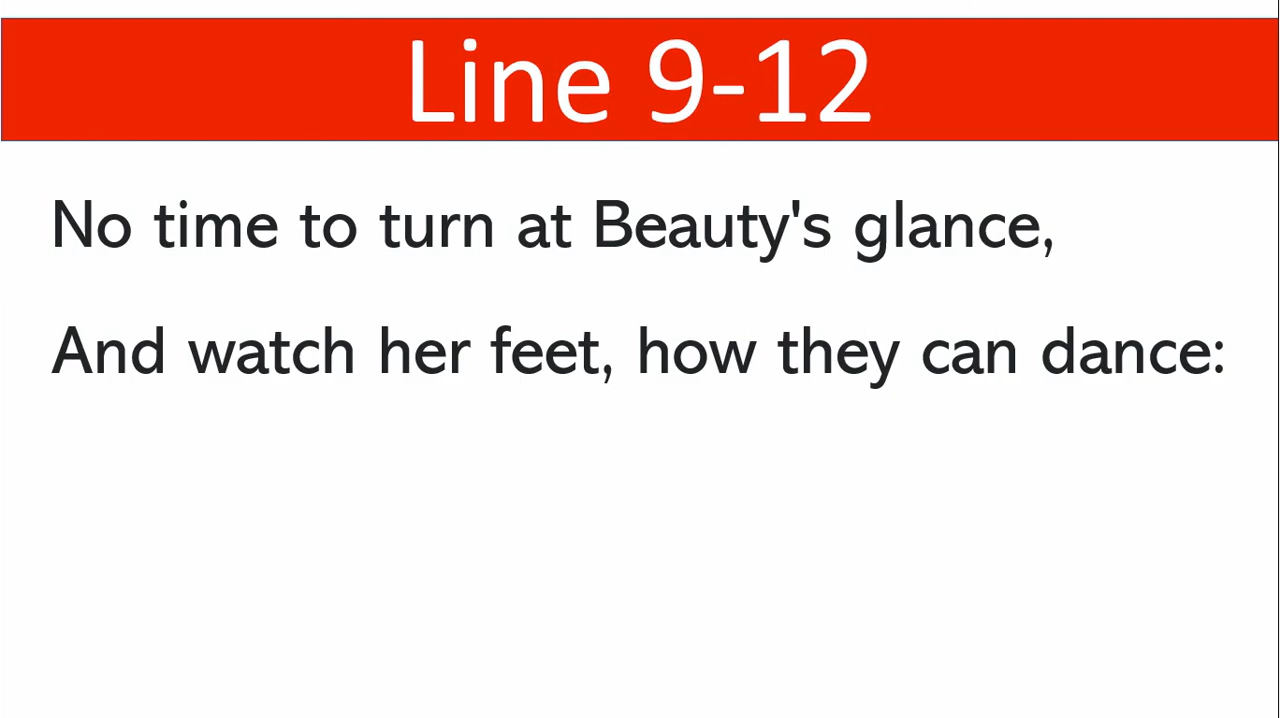 Line 9-12
No time to turn at Beauty's glance,
And watch her feet, how they can dance: